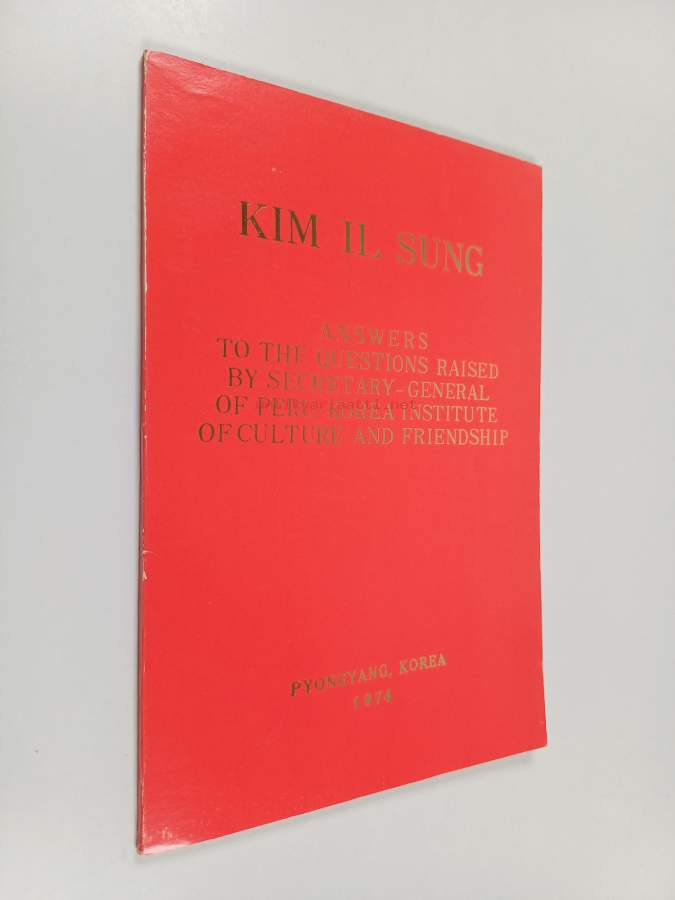 KIM IL SUNG
ANSWERS
TO THE QUESTIONS RAISED
BY SECRETARY-GENERAL
OF PERU-KOREA INSTITUTE
OF CULTURE AND FRIENDSHIP
PYONGYANG, KOREA
1974